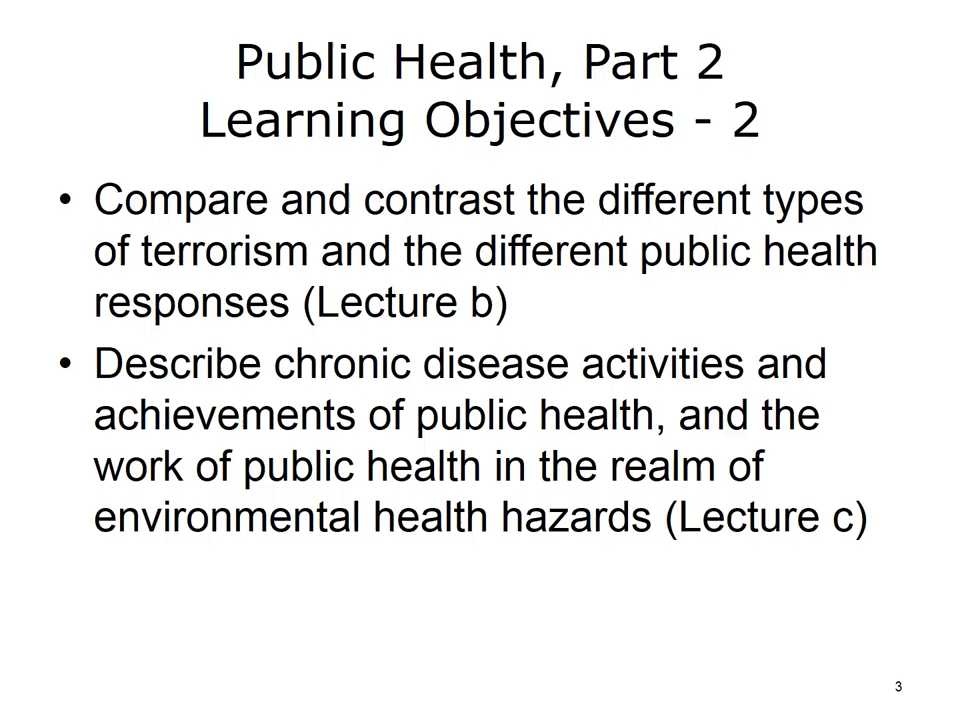 Public Health, Part 2
Learning Objectives - 2
• Compare and contrast the different types
of terrorism and the different public health
responses (Lecture b)
• Describe chronic disease activities and
achievements of public health, and the
work of public health in the realm of
environmental health hazards (Lecture c)
3